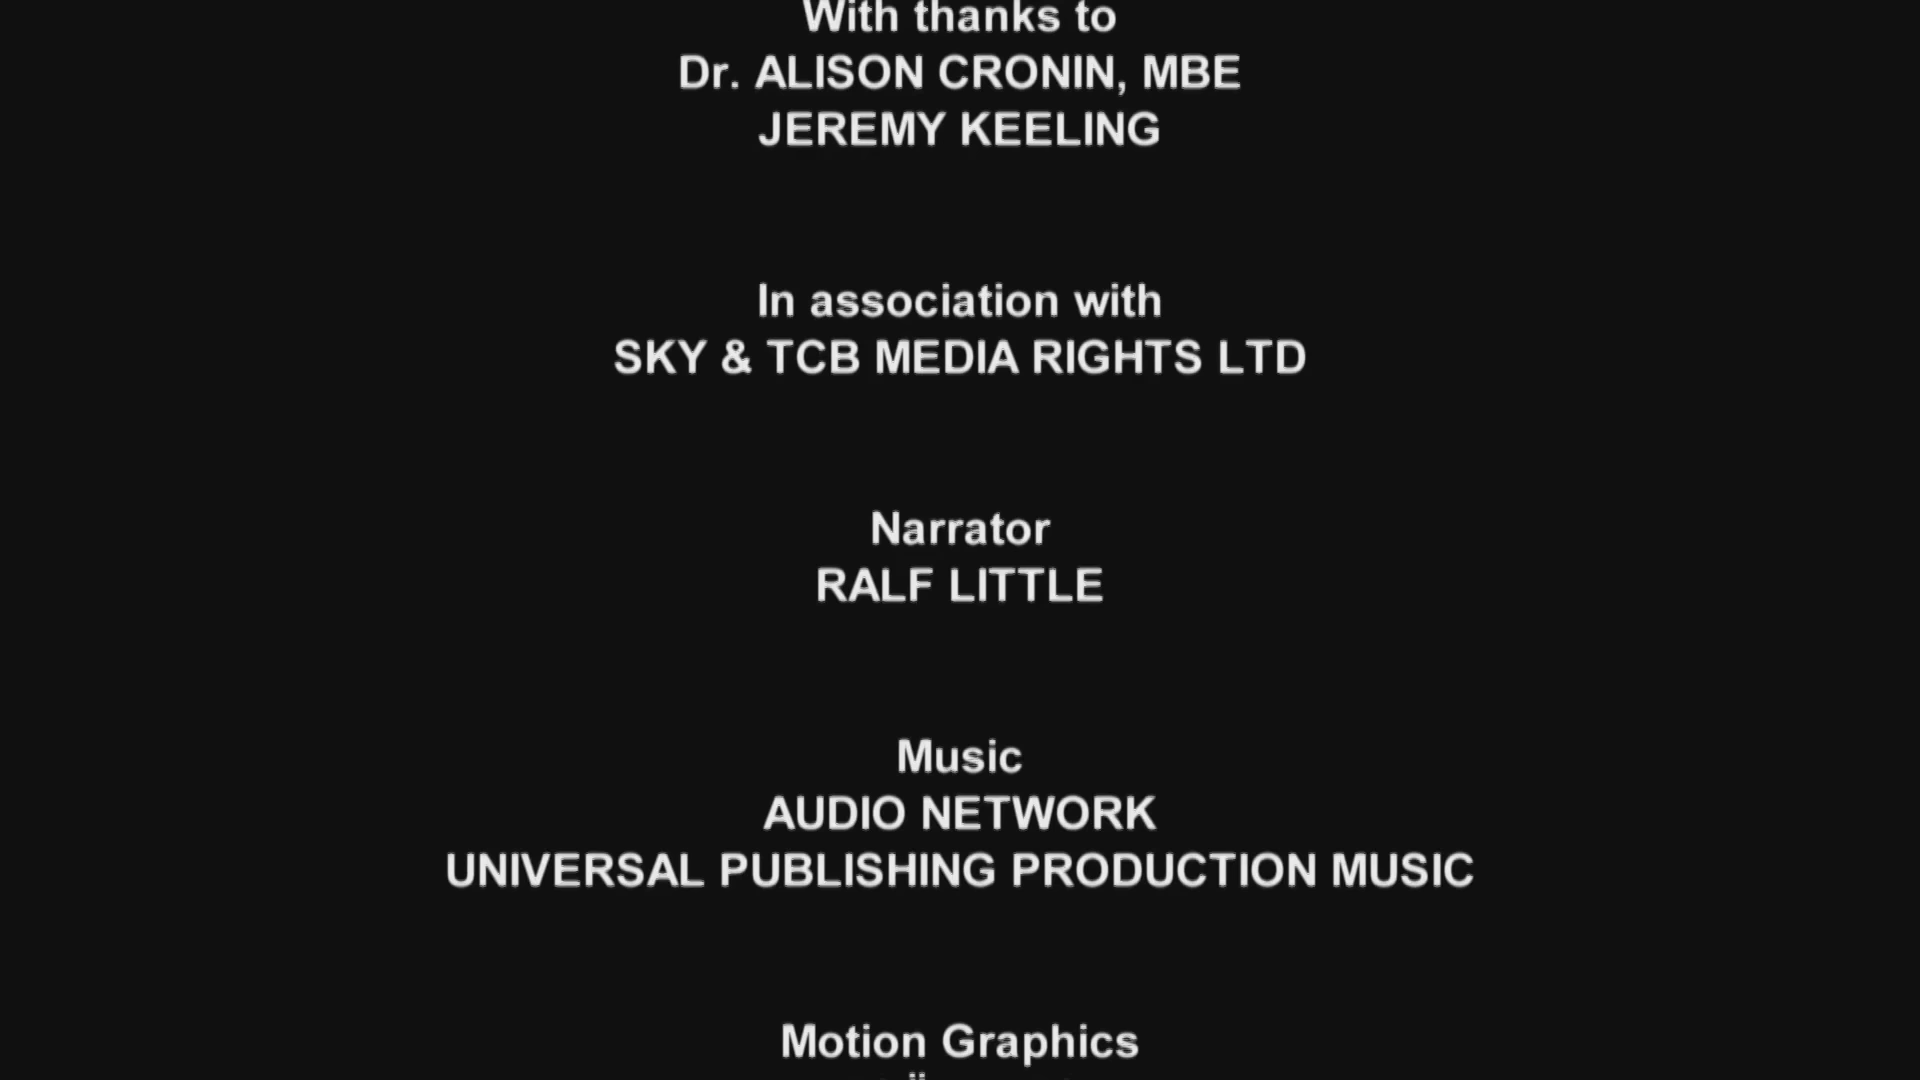 With thanks to
Dr. ALISON CRONIN, MBE
JEREMY KEELING
In association with
SKY & TCB MEDIA RIGHTS LTD
Narrator
RALF LITTLE
Music
AUDIO NETWORK
UNIVERSAL PUBLISHING PRODUCTION MUSIC
Motion Graphics